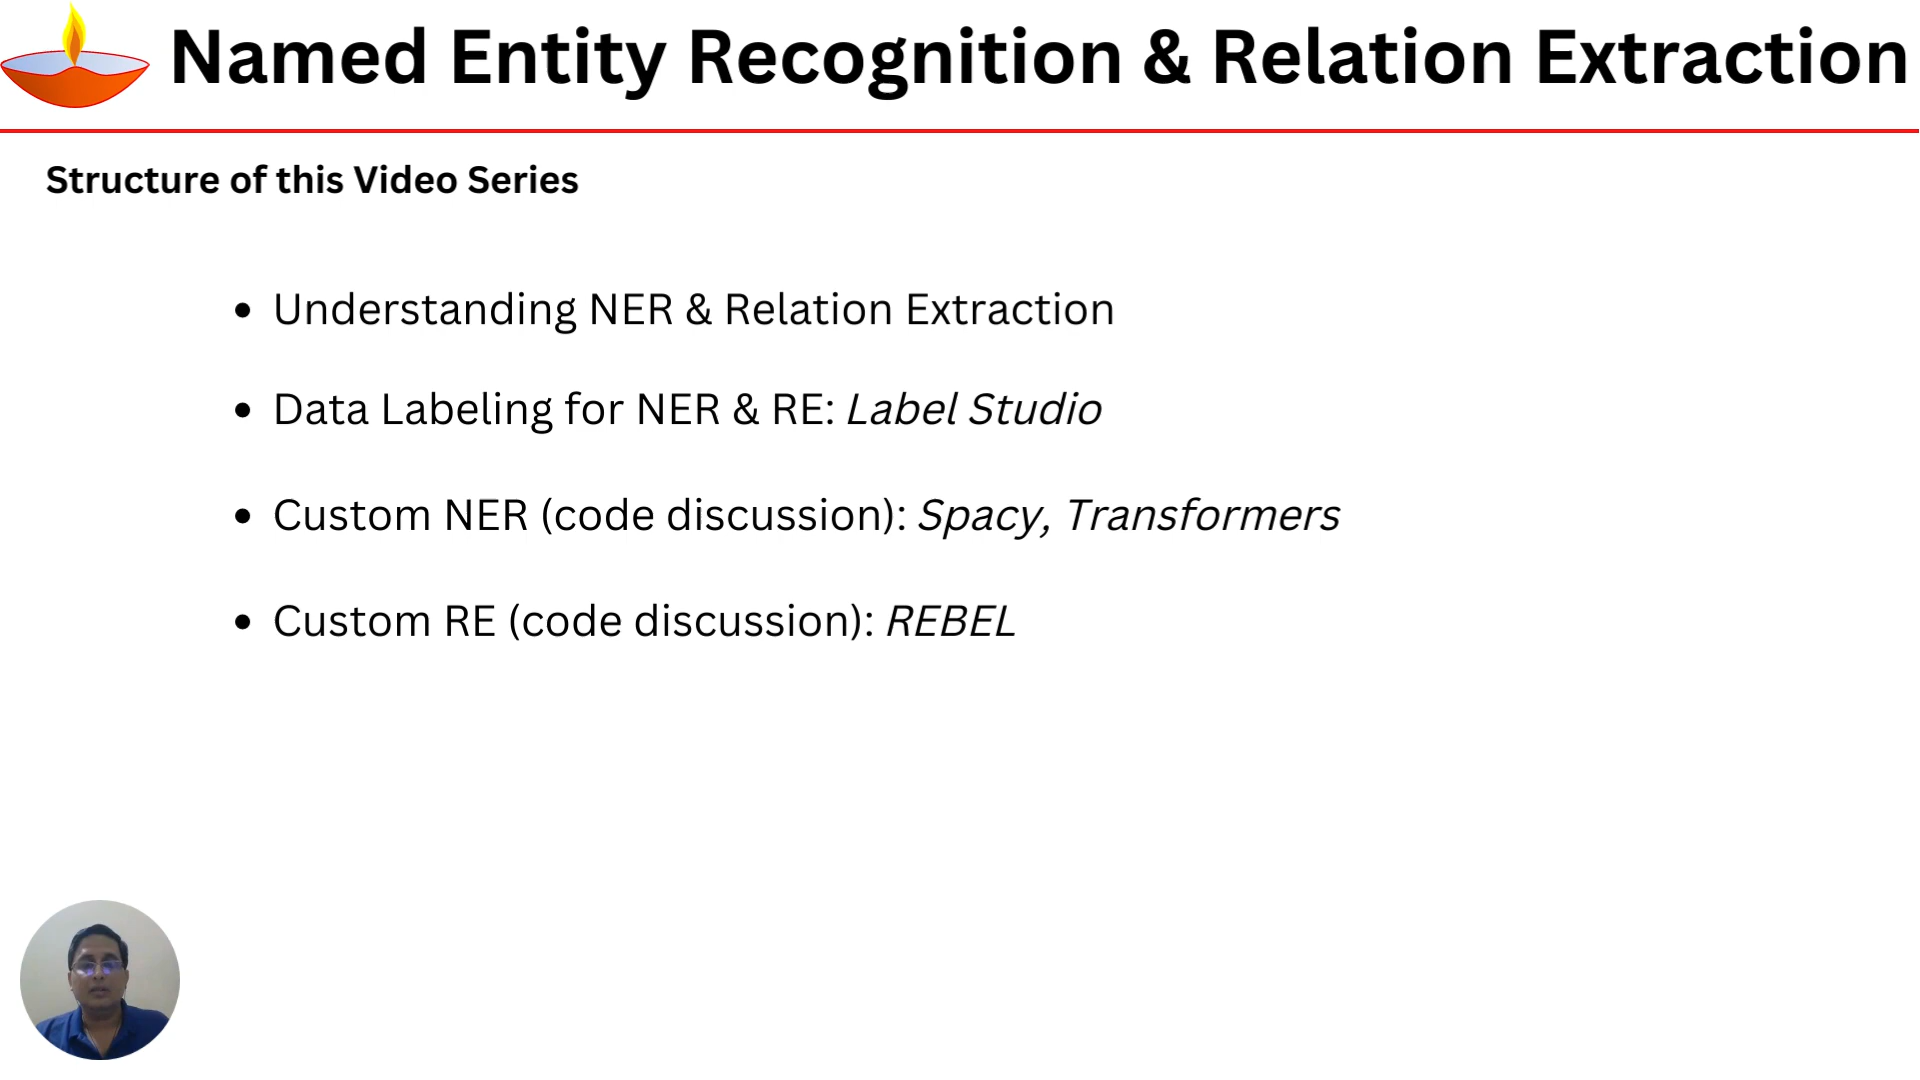 Named Entity Recognition & Relation Extraction
Structure of this Video Series
• Understanding NER & Relation Extraction
• Data Labeling for NER & RE: Label Studio
• Custom NER (code discussion): Spacy, Transformers
• Custom RE (code discussion): REBEL